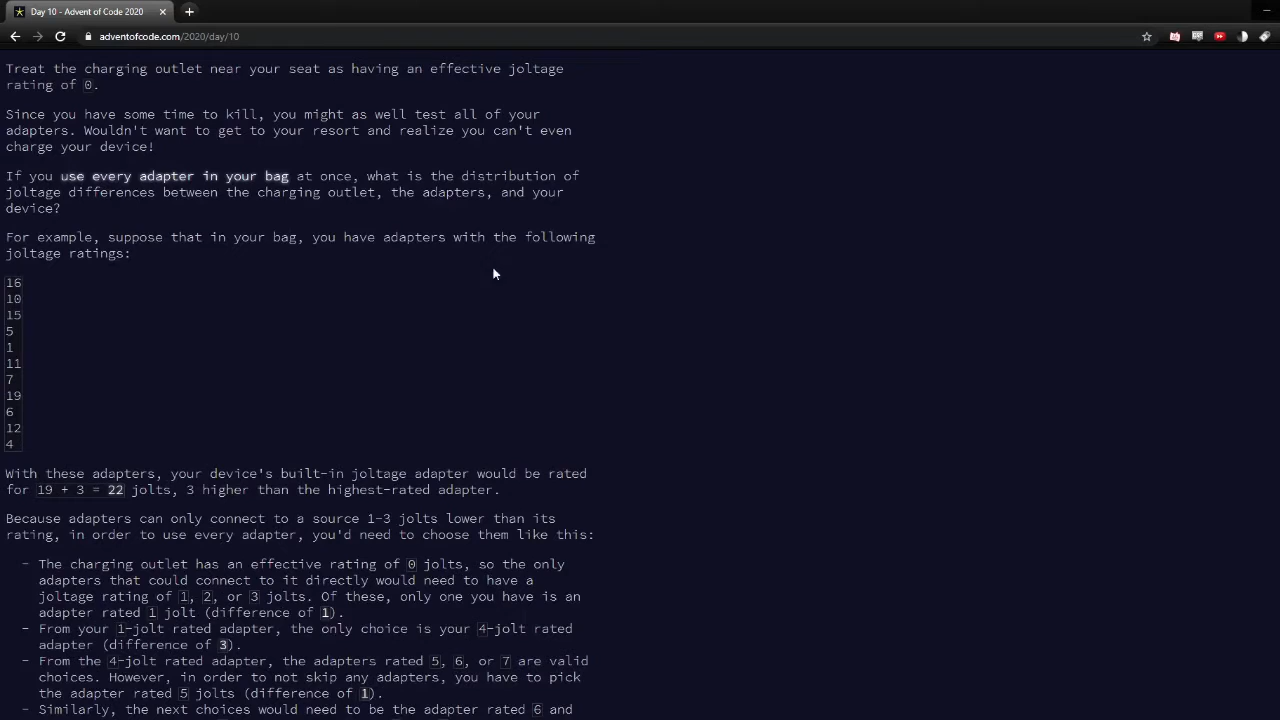 Day 10 - Advent of Code 2020
adventofcode.com/2020/day/10
Treat the charging outlet near your seat as having an effective joltage
rating of 0.
Since you have some time to kill, you might as well test all of your
adapters. Wouldn't want to get to your resort and realize you can't even
charge your device!
If you use every adapter in your bag at once, what is the distribution of
joltage differences between the charging outlet, the adapters, and your
device?
For example, suppose that in your bag, you have adapters with the following
joltage ratings:
16
10
15
5
1
11
7
19
6
12
4
With these adapters, your device's built-in joltage adapter would be rated
for 19 + 3 = 22 jolts, 3 higher than the highest-rated adapter.
Because adapters can only connect to a source 1-3 jolts lower than its
rating, in order to use every adapter, you'd need to choose them like this:
- The charging outlet has an effective rating of 0 jolts, so the only
adapters that could connect to it directly would need to have a
joltage rating of 1, 2, or 3 jolts. Of these, only one you have is an
adapter rated 1 jolt (difference of 1).
- From your 1-jolt rated adapter, the only choice is your 4-jolt rated
adapter (difference of 3).
- From the 4-jolt rated adapter, the adapters rated 5, 6, or 7 are valid
choices. However, in order to not skip any adapters, you have to pick
the adapter rated 5 jolts (difference of 1).
- Similarly, the next choices would need to be the adapter rated 6 and